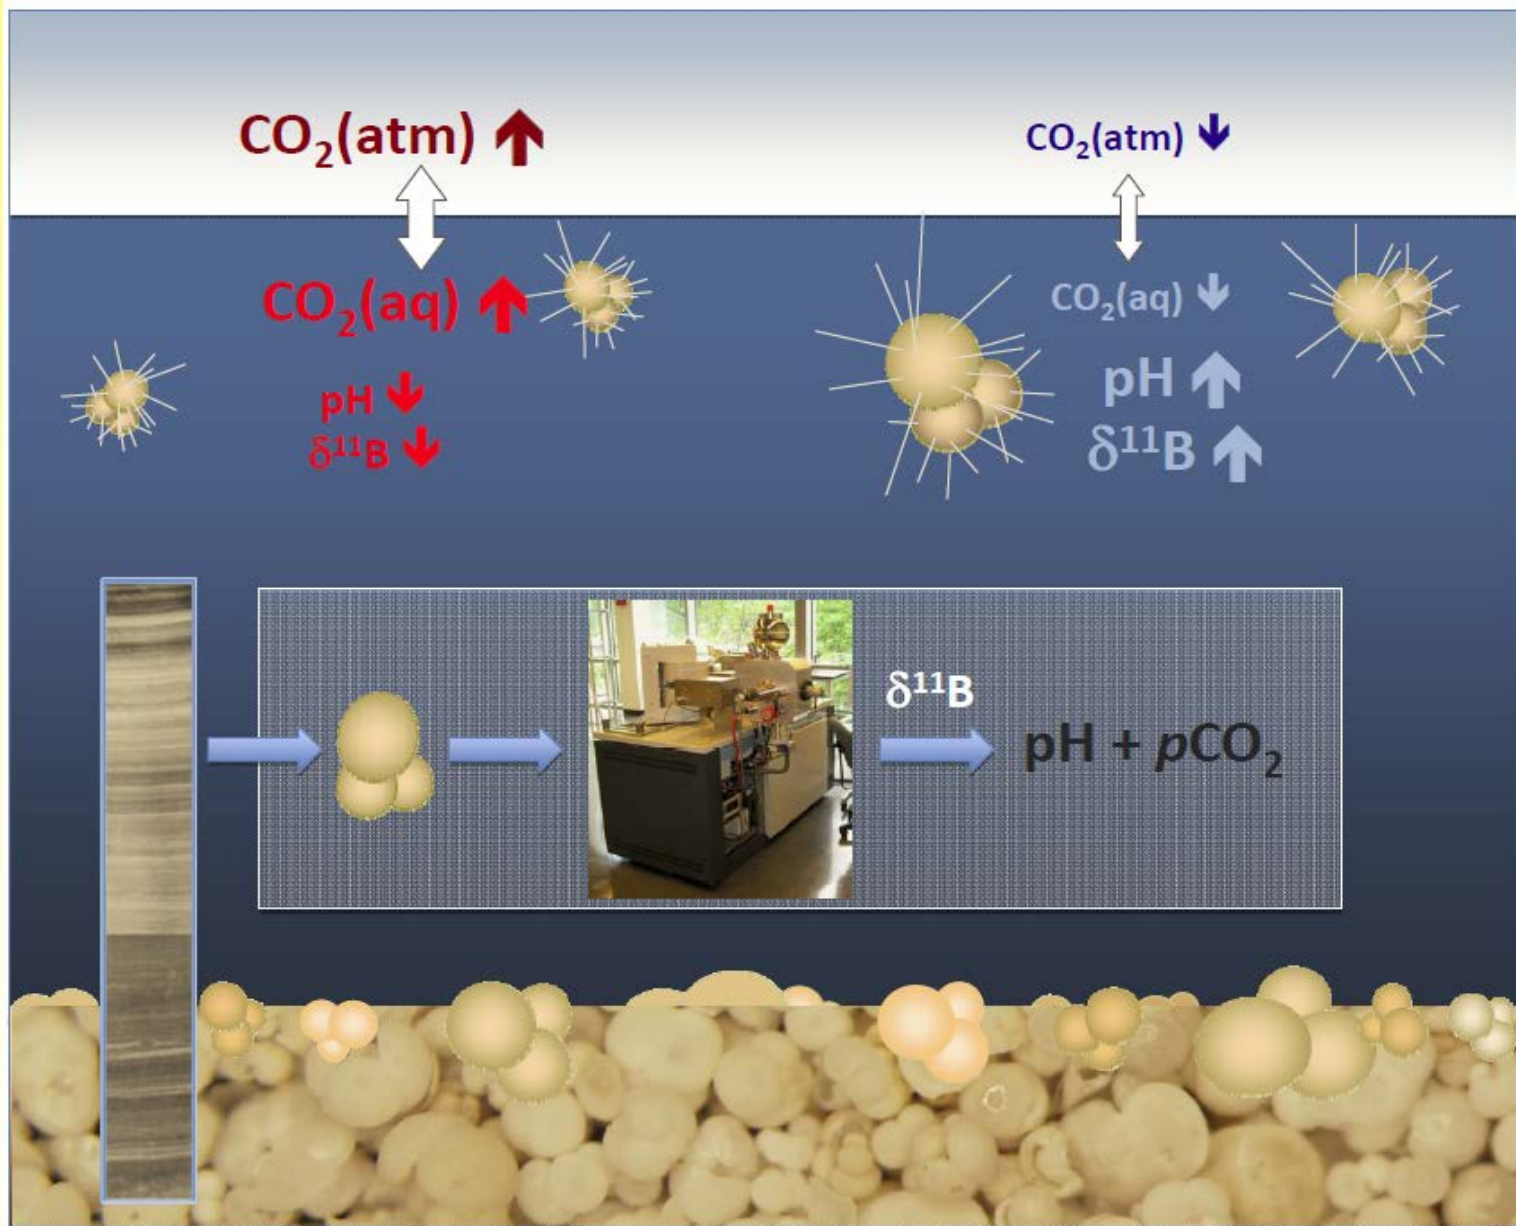 CO₂(atm) ↑
CO₂(atm) ↓
CO₂(aq) ↑
CO₂(aq) ↓
pH ↓
pH ↑
δ¹¹B ↓
δ¹¹B ↑
δ¹¹B
pH + pCO₂